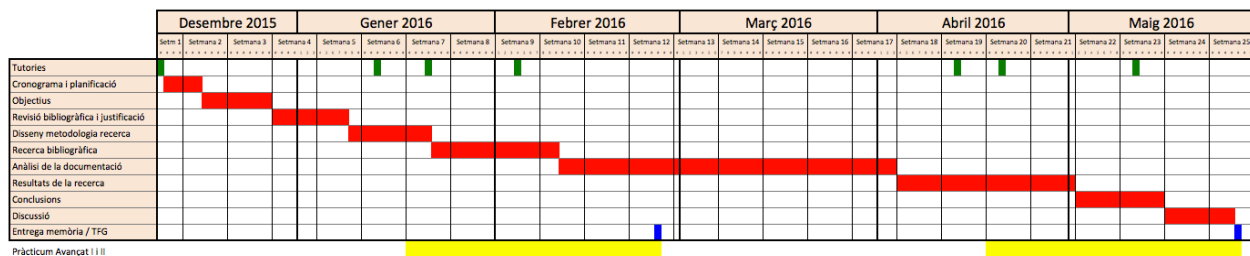 Desembre 2015 Gener 2016 Febrer 2016 Març 2016 Abril 2016 Maig 2016
Setm 1 Setmana 2 Setmana 3 Setmana 4 Setmana 5 Setmana 6 Setmana 7 Setmana 8 Setmana 9 Setmana 10 Setmana 11 Setmana 12 Setmana 13 Setmana 14 Setmana 15 Setmana 16 Setmana 17 Setmana 18 Setmana 19 Setmana 20 Setmana 21 Setmana 22 Setmana 23 Setmana 24 Setmana 25
Tutories
Cronograma i planificació
Objectius
Revisió bibliogràfica i justificació
Disseny metodologia recerca
Recerca bibliogràfica
Anàlisi de la documentació
Resultats de la recerca
Conclusions
Discussió
Entrega memòria / TFG
Pràcticum Avançat I i II